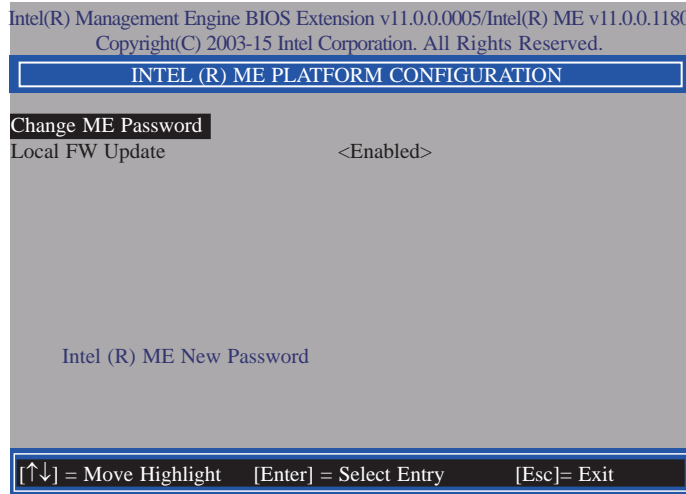 Intel(R) Management Engine BIOS Extension v11.0.0.0005/Intel(R) ME v11.0.0.1180
Copyright(C) 2003-15 Intel Corporation. All Rights Reserved.
INTEL (R) ME PLATFORM CONFIGURATION
Change ME Password
Local FW Update <Enabled>
Intel (R) ME New Password
[↑↓] = Move Highlight [Enter] = Select Entry [Esc]= Exit